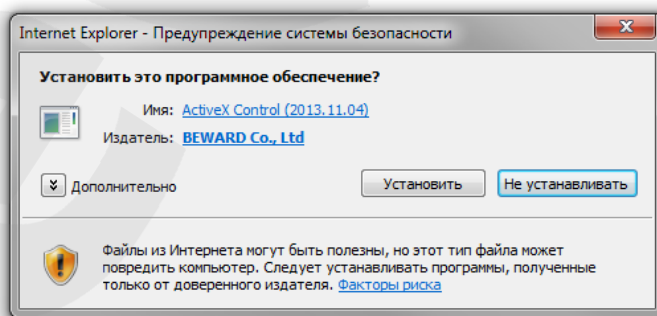 Internet Explorer - Предупреждение системы безопасности
Установить это программное обеспечение?
Имя: ActiveX Control (2013.11.04)
Издатель: BEWARD Co., Ltd
Дополнительно
Установить
Не устанавливать
Файлы из Интернета могут быть полезны, но этот тип файла может
повредить компьютер. Следует устанавливать программы, полученные
только от доверенного издателя. Факторы риска